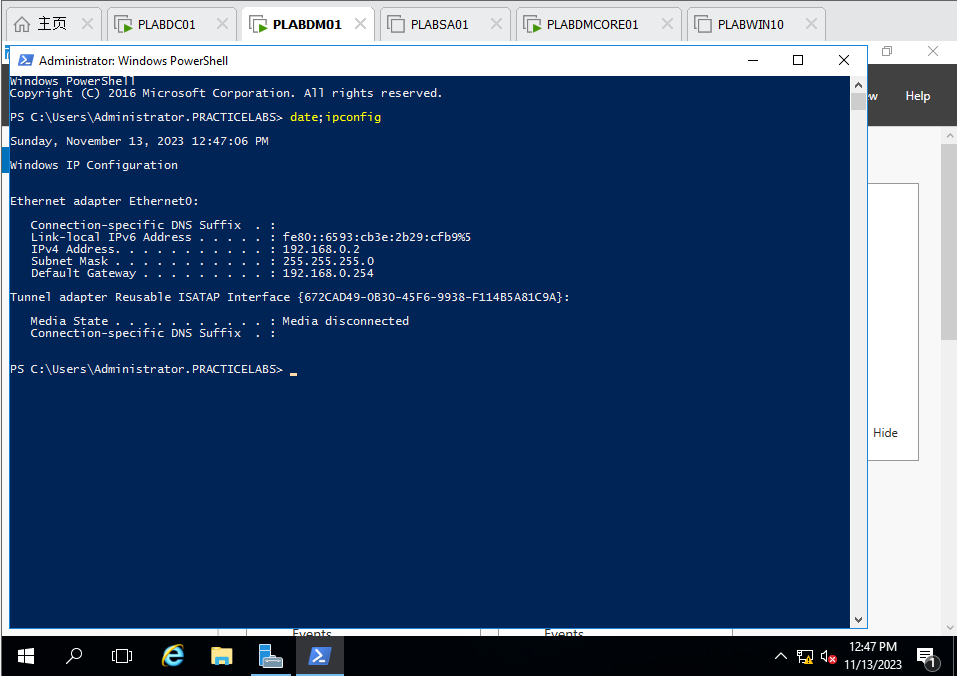 主页
PLABDC01
PLABDM01
PLABSA01
PLABDMCORE01
PLABWIN10
Administrator: Windows PowerShell
Help
Windows PowerShell
Copyright (C) 2016 Microsoft Corporation. All rights reserved.
PS C:\Users\Administrator.PRACTICELABS> date;ipconfig
Sunday, November 13, 2023 12:47:06 PM
Windows IP Configuration
Ethernet adapter Ethernet0:
Connection-specific DNS Suffix  . :
Link-local IPv6 Address . . . . . : fe80::6593:cb3e:2b29:cfb9%5
IPv4 Address. . . . . . . . . . . : 192.168.0.2
Subnet Mask . . . . . . . . . . . : 255.255.255.0
Default Gateway . . . . . . . . . : 192.168.0.254
Tunnel adapter Reusable ISATAP Interface {672CAD49-0B30-45F6-9938-F114B5A81C9A}:
Media State . . . . . . . . . . . : Media disconnected
Connection-specific DNS Suffix  . :
PS C:\Users\Administrator.PRACTICELABS>
Hide
Events
Events
12:47 PM
11/13/2023
1